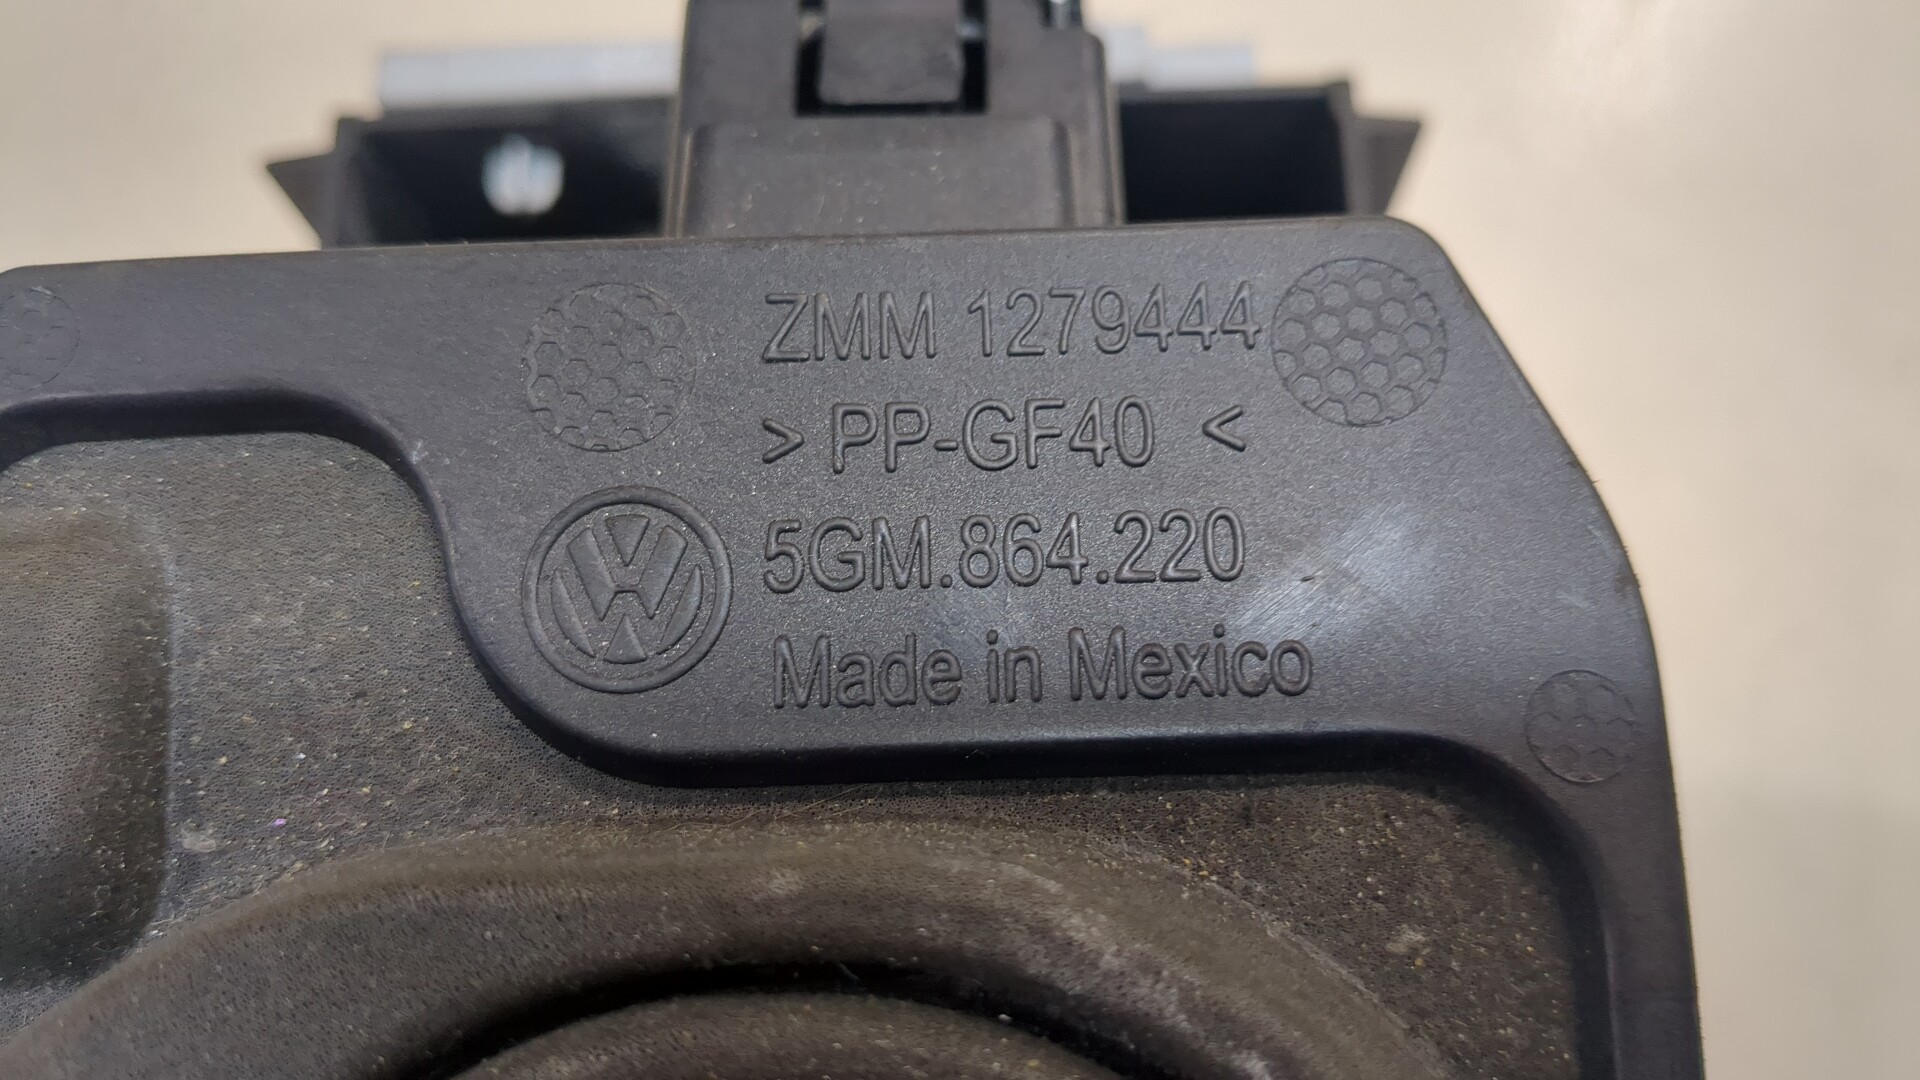 ZMM 1279444
> PP-GF40 <
5GM.864.220
Made in Mexico